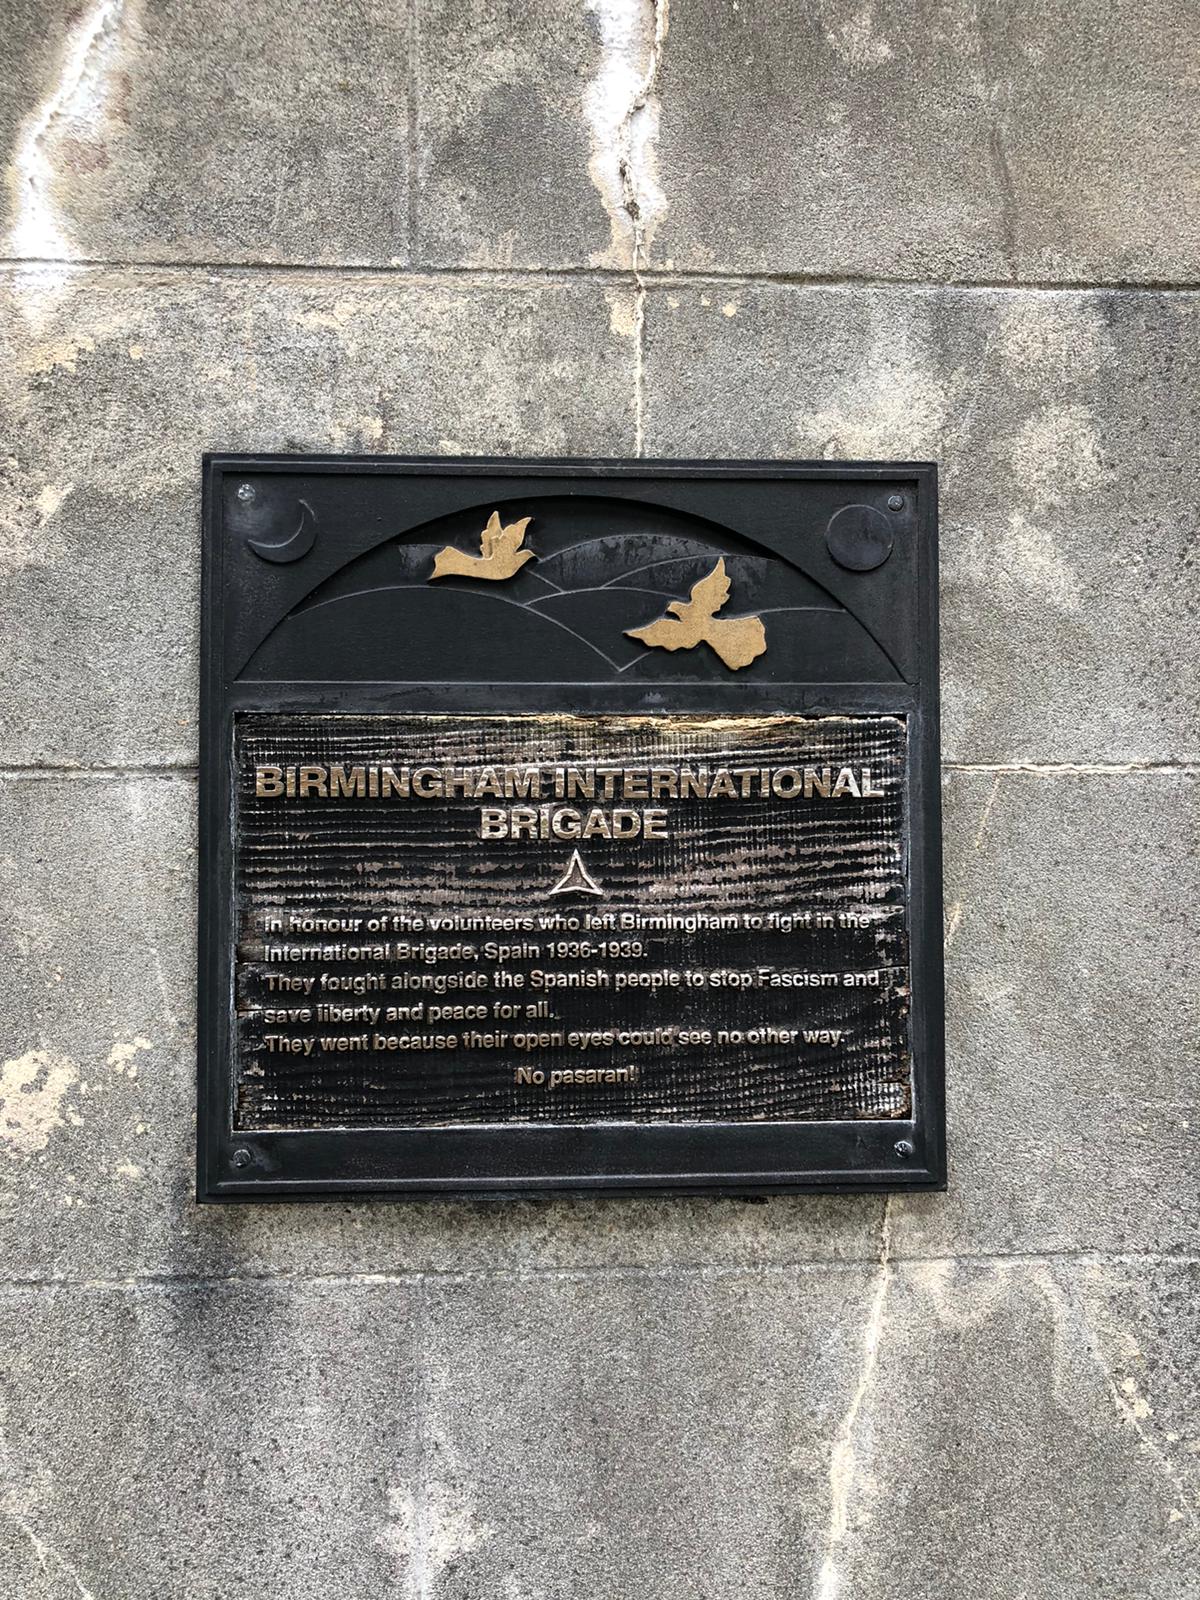 BIRMINGHAM INTERNATIONAL
BRIGADE
In honour of the volunteers who left Birmingham to fight in the
International Brigade, Spain 1936-1939.
They fought alongside the Spanish people to stop Fascism and
save liberty and peace for all.
They went because their open eyes could see no other way.
No pasaran!